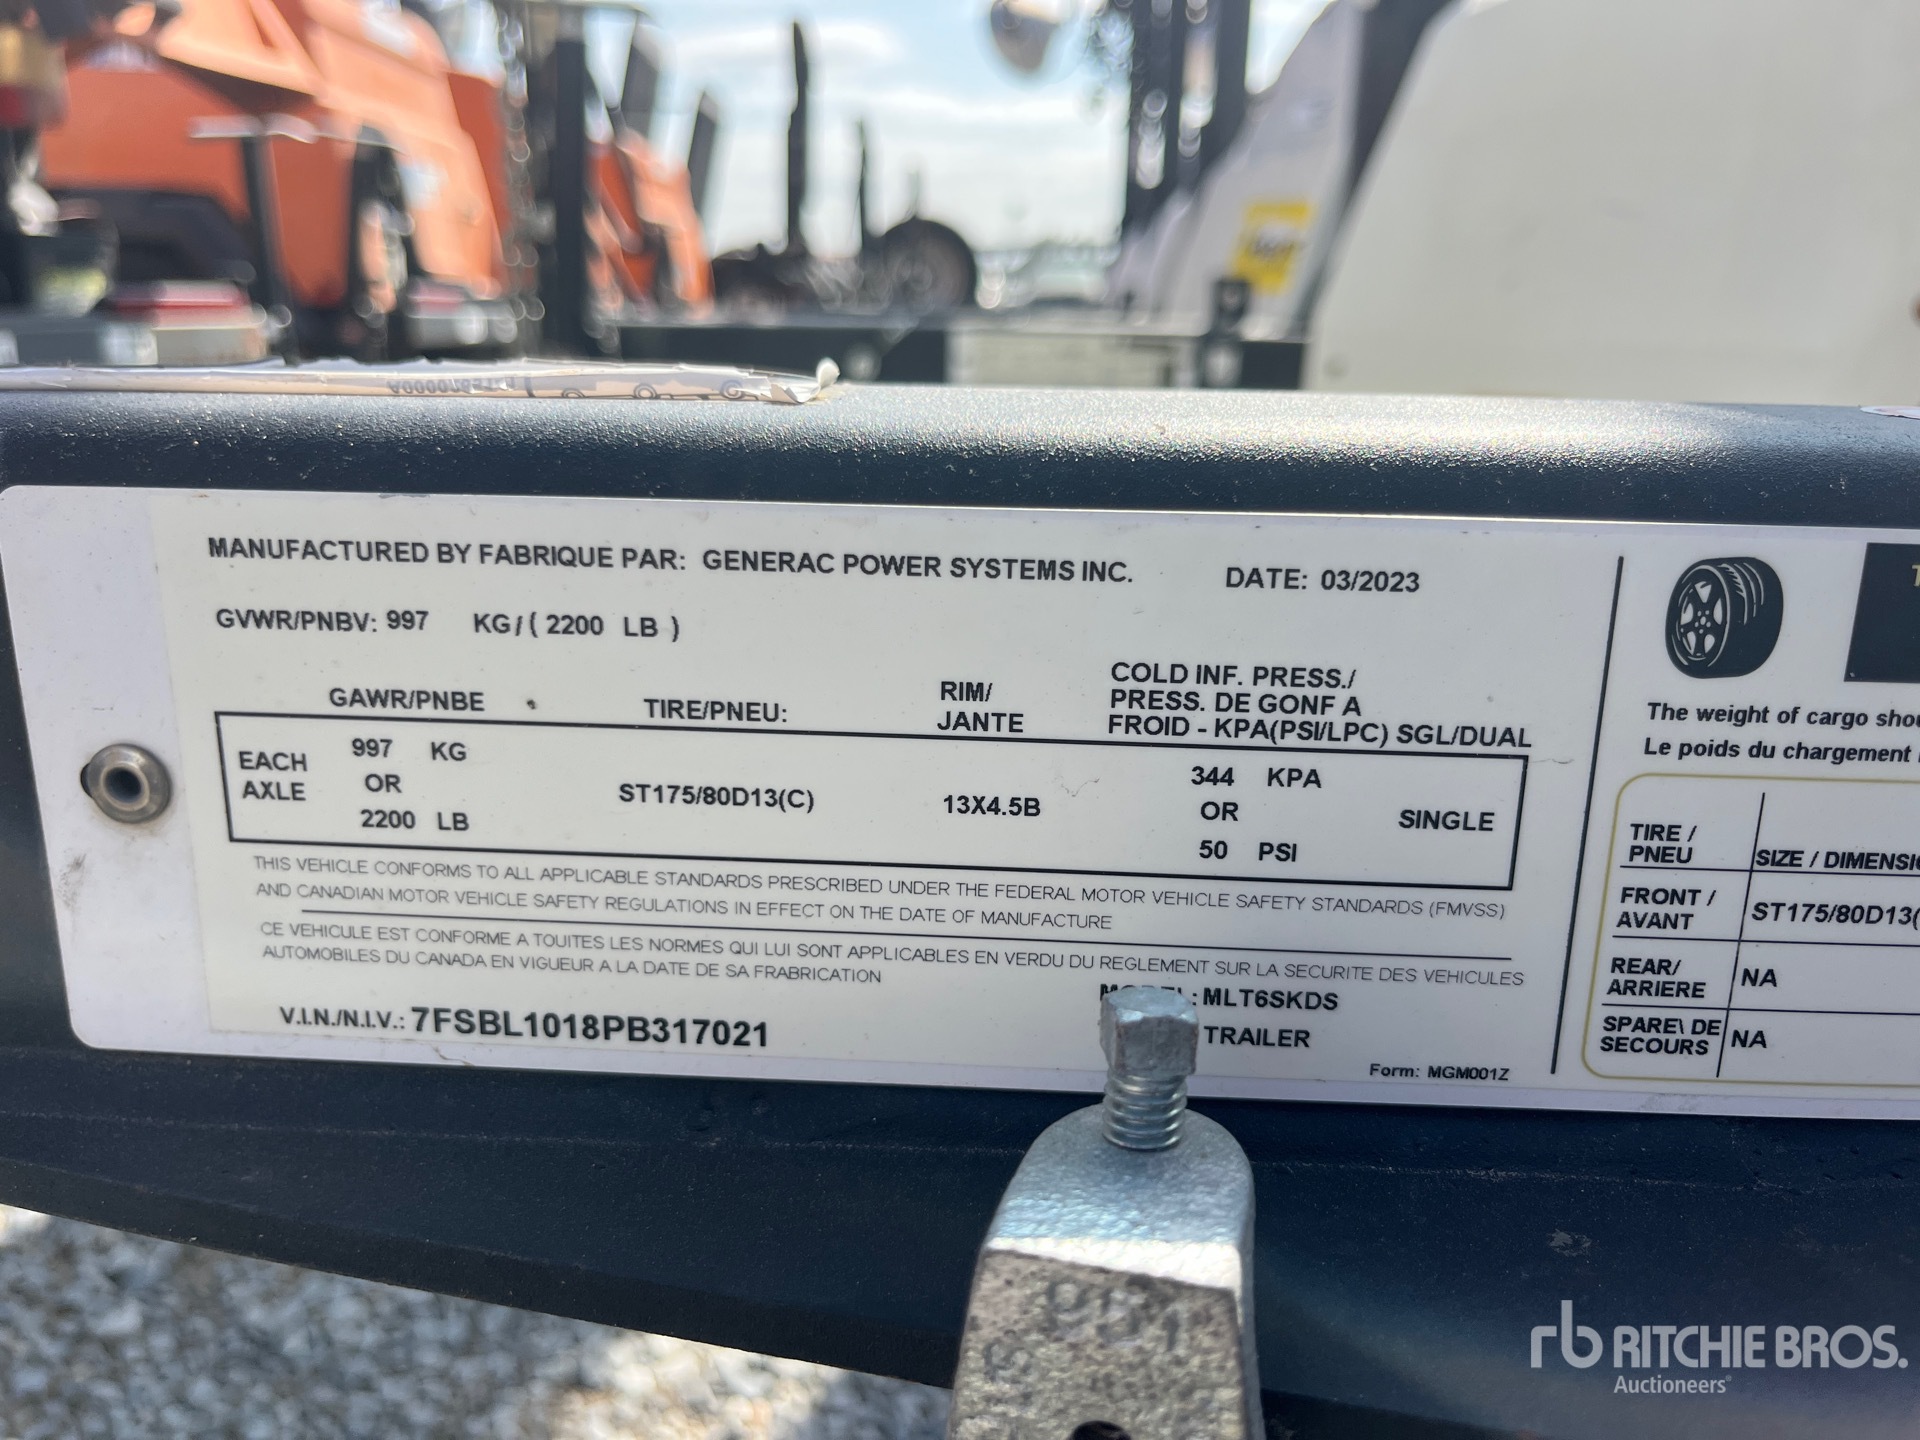 MANUFACTURED BY FABRIQUE PAR: GENERAC POWER SYSTEMS INC. DATE: 03/2023
GVWR/PNBV: 997 KG/( 2200 LB )
GAWR/PNBE TIRE/PNEU: RIM/ JANTE COLD INF. PRESS./
PRESS. DE GONF A
FROID - KPA(PSI/LPC) SGL/DUAL
EACH AXLE 997 KG ST175/80D13(C) 13X4.5B 344 KPA SINGLE
OR OR
2200 LB 50 PSI
THIS VEHICLE CONFORMS TO ALL APPLICABLE STANDARDS PRESCRIBED UNDER THE FEDERAL MOTOR VEHICLE SAFETY STANDARDS (FMVSS)
AND CANADIAN MOTOR VEHICLE SAFETY REGULATIONS IN EFFECT ON THE DATE OF MANUFACTURE
CE VEHICULE EST CONFORME A TOUITES LES NORMES QUI LUI SONT APPLICABLES EN VERDU DU REGLEMENT SUR LA SECURITE DES VEHICULES
AUTOMOBILES DU CANADA EN VIGUEUR A LA DATE DE SA FRABRICATION
V.I.N./N.I.V.: 7FSBL1018PB317021
: MLT6SKDS
TRAILER
Form: MGM001Z
The weight of cargo
Le poids du chargement
TIRE / PNEU SIZE /
FRONT / AVANT ST175/80D13(
REAR/ ARRIERE NA
SPARE\ DE SECOURS NA
rb RITCHIE BROS.
Auctioneers